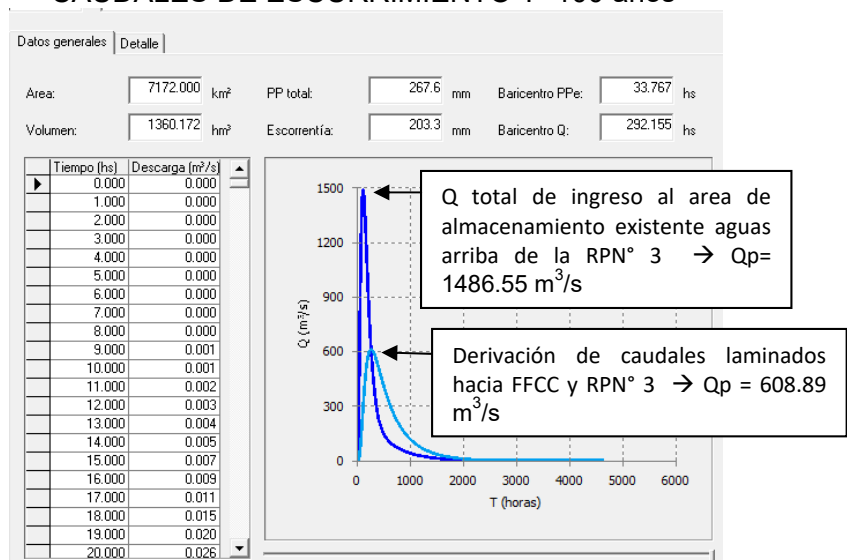 CAUDALES DE ESCURRIMIENTO T=100 años
Datos generales Detalle
Area: 7172.000 km² PP total: 267.6 mm Baricentro PPe: 33.767 hs
Volumen: 1360.172 hm³ Escorrentía: 203.3 mm Baricentro Q: 292.155 hs
Tiempo (hs) Descarga (m³/s)
0.000 0.000
1.000 0.000
2.000 0.000
3.000 0.000
4.000 0.000
5.000 0.000
6.000 0.000
7.000 0.000
8.000 0.000
9.000 0.001
10.000 0.001
11.000 0.002
12.000 0.003
13.000 0.004
14.000 0.005
15.000 0.007
16.000 0.009
17.000 0.011
18.000 0.015
19.000 0.020
20.000 0.026
1500
1200
900
600
300
0
Q (m³/s)
0 1000 2000 3000 4000 5000 6000
T (horas)
Q total de ingreso al area de
almacenamiento existente aguas
arriba de la RPN° 3 → Qp=
1486.55 m³/s
Derivación de caudales laminados
hacia FFCC y RPN° 3 → Qp = 608.89
m³/s